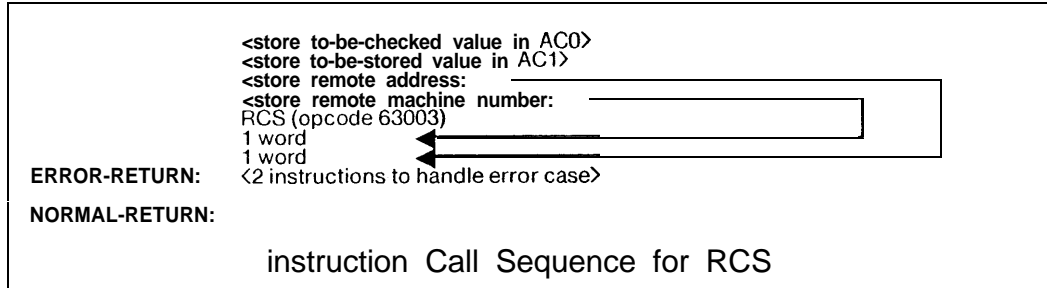 <store to-be-checked value in AC0>
<store to-be-stored value in AC1>
<store remote address:
<store remote machine number:
RCS (opcode 63003)
1 word
1 word
ERROR-RETURN: <2 instructions to handle error case>
NORMAL-RETURN:
instruction Call Sequence for RCS